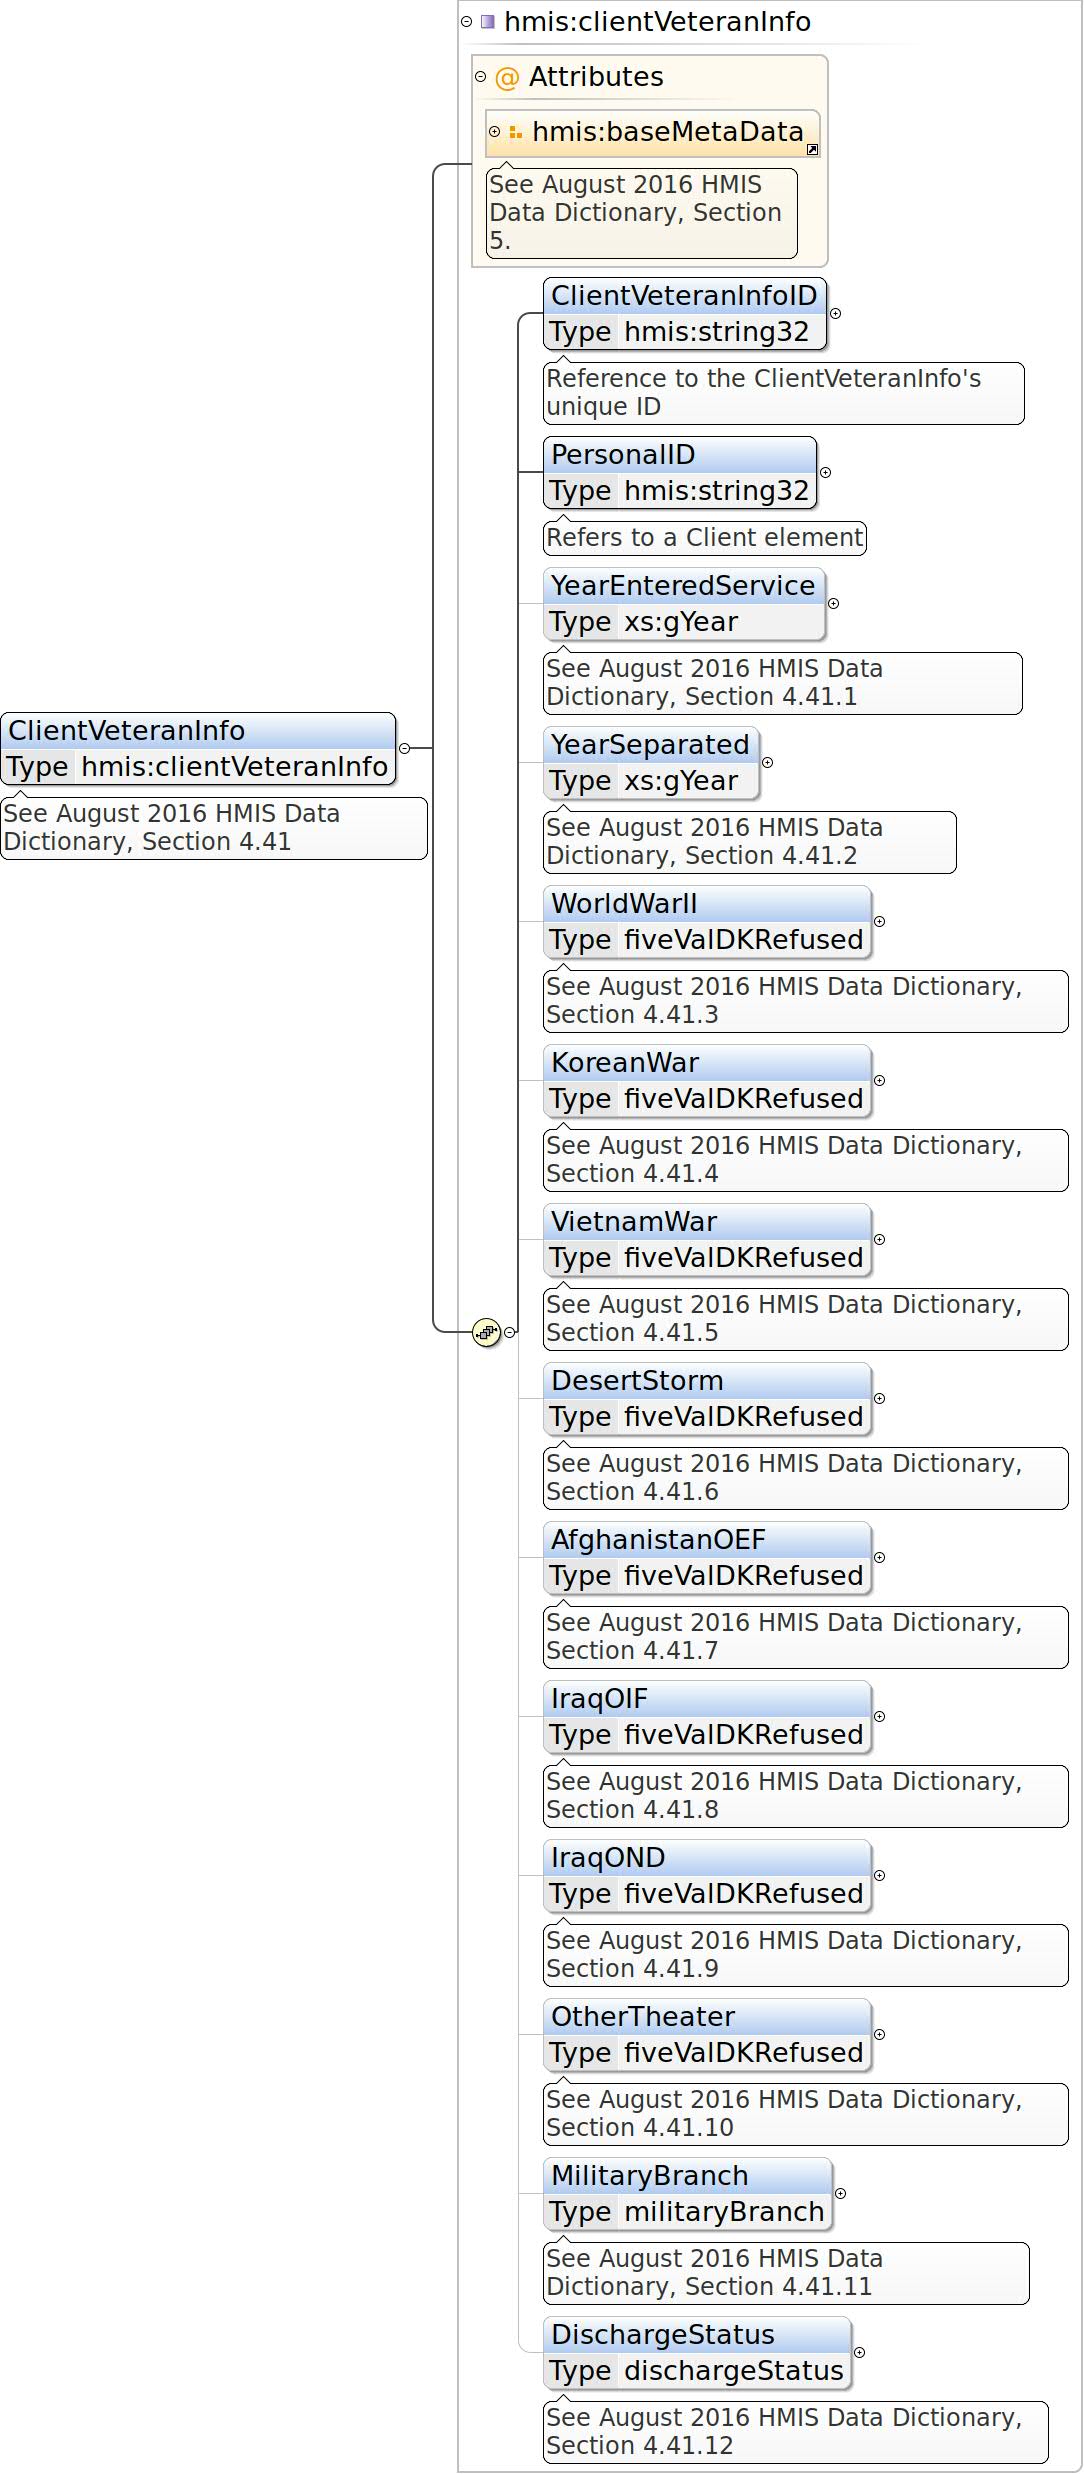 hmis:clientVeteranInfo
@ Attributes
hmis:baseMetaData
See August 2016 HMIS
Data Dictionary, Section
5.
ClientVeteranInfoID
Type hmis:string32
Reference to the ClientVeteranInfo's
unique ID
PersonalID
Type hmis:string32
Refers to a Client element
YearEnteredService
Type xs:gYear
See August 2016 HMIS Data
Dictionary, Section 4.41.1
ClientVeteranInfo
Type hmis:clientVeteranInfo
See August 2016 HMIS Data
Dictionary, Section 4.41
YearSeparated
Type xs:gYear
See August 2016 HMIS Data
Dictionary, Section 4.41.2
WorldWarII
Type fiveValDKRefused
See August 2016 HMIS Data Dictionary,
Section 4.41.3
KoreanWar
Type fiveValDKRefused
See August 2016 HMIS Data Dictionary,
Section 4.41.4
VietnamWar
Type fiveValDKRefused
See August 2016 HMIS Data Dictionary,
Section 4.41.5
DesertStorm
Type fiveValDKRefused
See August 2016 HMIS Data Dictionary,
Section 4.41.6
AfghanistanOEF
Type fiveValDKRefused
See August 2016 HMIS Data Dictionary,
Section 4.41.7
IraqOIF
Type fiveValDKRefused
See August 2016 HMIS Data Dictionary,
Section 4.41.8
IraqOND
Type fiveValDKRefused
See August 2016 HMIS Data Dictionary,
Section 4.41.9
OtherTheater
Type fiveValDKRefused
See August 2016 HMIS Data Dictionary,
Section 4.41.10
MilitaryBranch
Type militaryBranch
See August 2016 HMIS Data
Dictionary, Section 4.41.11
DischargeStatus
Type dischargeStatus
See August 2016 HMIS Data Dictionary,
Section 4.41.12